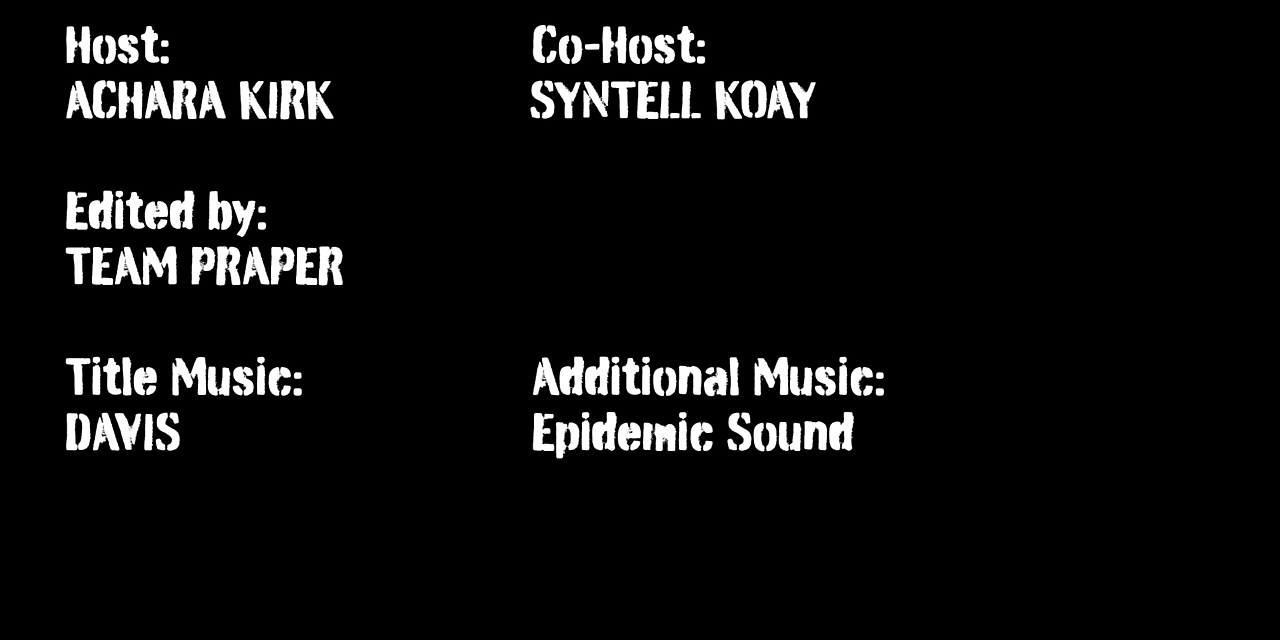 Host:
ACHARA KIRK
Co-Host:
SYNTELL KOAY
Edited by:
TEAM PRAPER
Title Music:
DAVIS
Additional Music:
Epidemic Sound